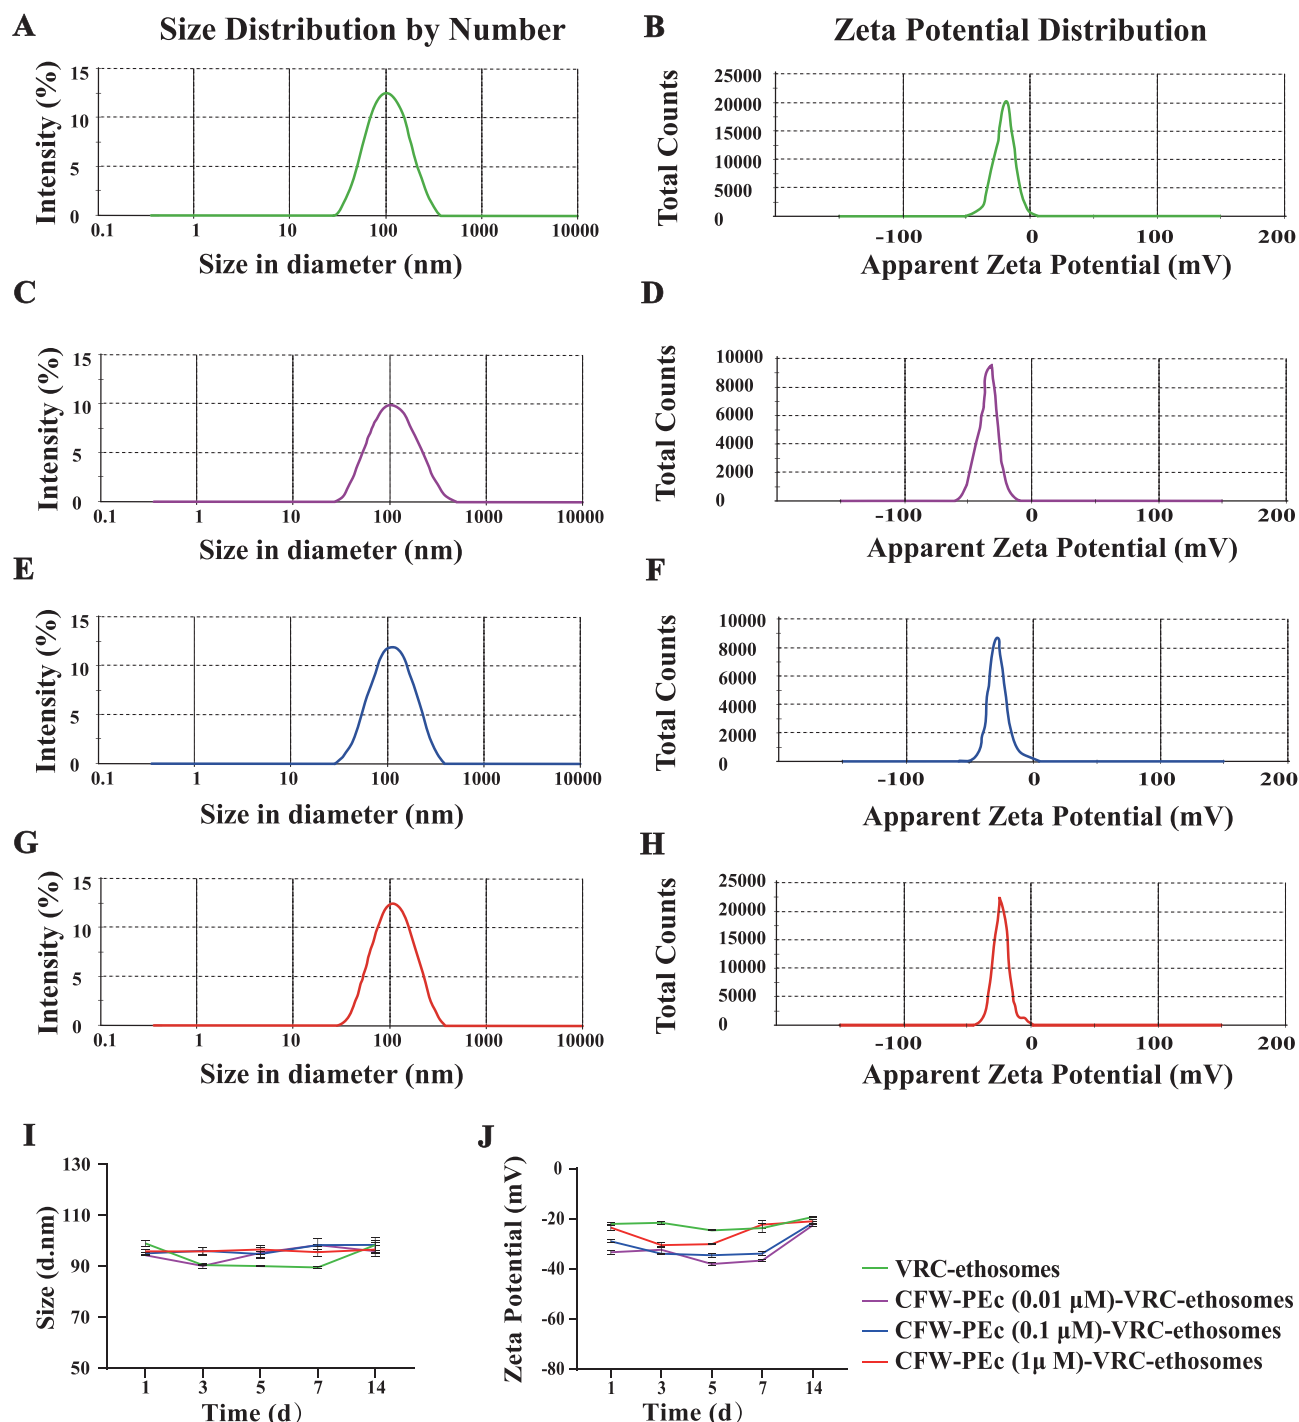 A
Size Distribution by Number
B
Zeta Potential Distribution
Intensity (%)
15
10
5
0
0.1 1 10 100 1000 10000
Size in diameter (nm)
Total Counts
25000
20000
15000
10000
5000
0
-100 0 100 200
Apparent Zeta Potential (mV)
C
Intensity (%)
15
10
5
0
0.1 1 10 100 1000 10000
Size in diameter (nm)
D
Total Counts
10000
8000
6000
4000
2000
0
-100 0 100 200
Apparent Zeta Potential (mV)
E
Intensity (%)
15
10
5
0
0.1 1 10 100 1000 10000
Size in diameter (nm)
F
Total Counts
10000
8000
6000
4000
2000
0
-100 0 100 200
Apparent Zeta Potential (mV)
G
Intensity (%)
15
10
5
0
0.1 1 10 100 1000 10000
Size in diameter (nm)
H
Total Counts
25000
20000
15000
10000
5000
0
-100 0 100 200
Apparent Zeta Potential (mV)
I
Size (d.nm)
130
110
90
70
50
1 3 5 7 14
Time (d)
J
Zeta Potential (mV)
0
-20
-40
-60
-80
1 3 5 7 14
Time (d)
VRC-ethosomes
CFW-PEc (0.01 μM)-VRC-ethosomes
CFW-PEc (0.1 μM)-VRC-ethosomes
CFW-PEc (1μ M)-VRC-ethosomes